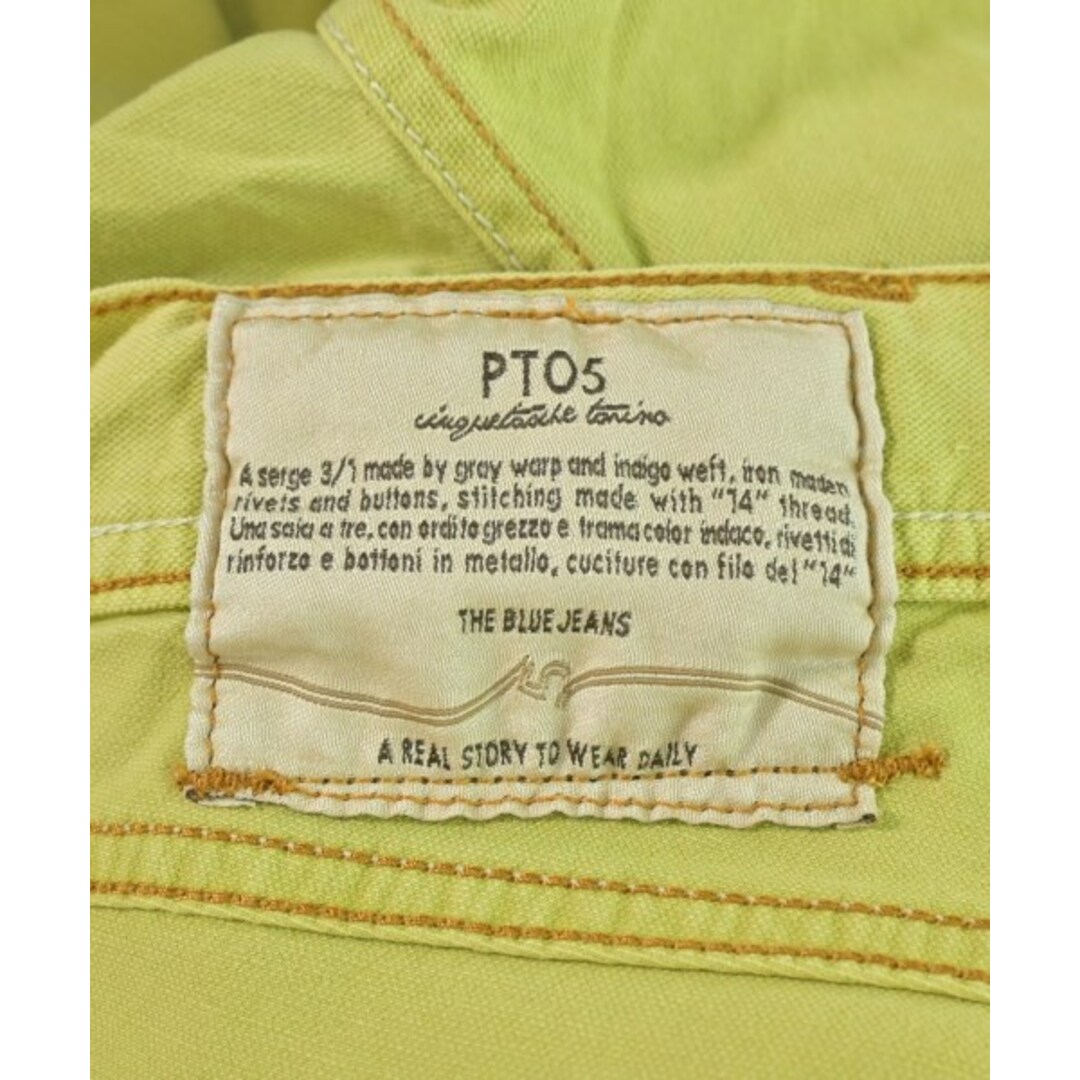 PT05
cinquetasche torino
A serge 3/1 made by gray warp and indigo weft, iron maden
rivets and buttons, stitching made with "14" thread.
Una saia a tre, con ordito grezzo e trama color indaco, rivetti di
rinforzo e bottoni in metallo, cuciture con filo del "14"
THE BLUE JEANS
A REAL STORY TO WEAR DAILY